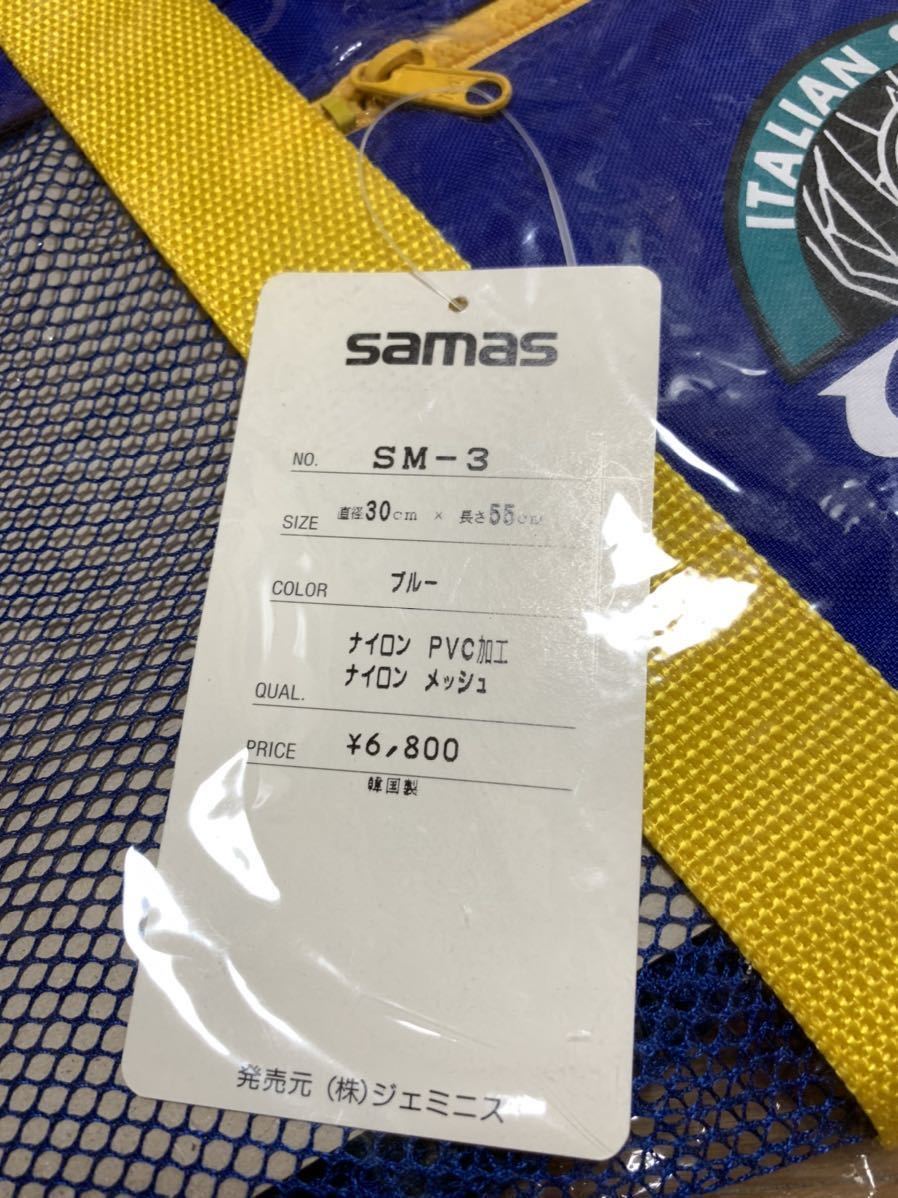 ITALIAN
samas
NO. SM-3
SIZE 直径30cm × 長さ55cm
COLOR ブルー
ナイロン PVC加工
QUAL. ナイロン メッシュ
PRICE ¥6,800
韓国製
発売元 (株)ジェミニス